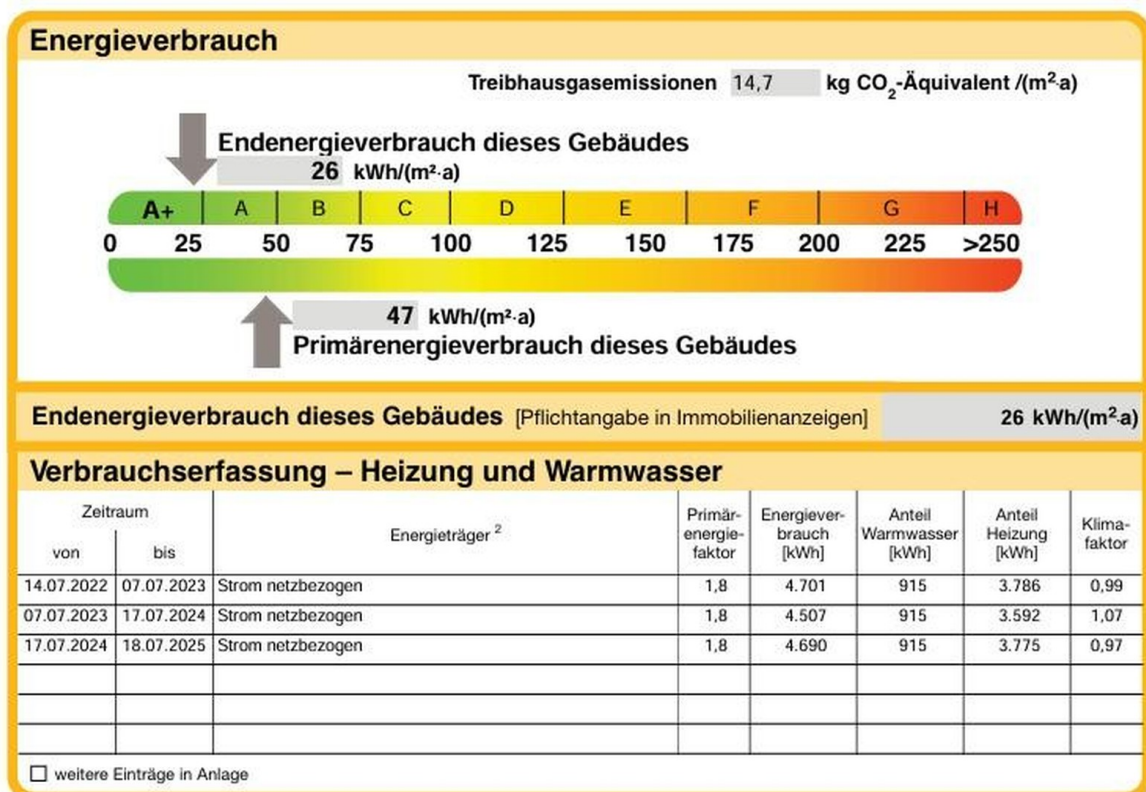 Energieverbrauch
Treibhausgasemissionen 14,7 kg CO2-Äquivalent /(m²·a)
Endenergieverbrauch dieses Gebäudes
26 kWh/(m²·a)
A+ A B C D E F G H
0 25 50 75 100 125 150 175 200 225 >250
47 kWh/(m²·a)
Primärenergieverbrauch dieses Gebäudes
Endenergieverbrauch dieses Gebäudes [Pflichtangabe in Immobilienanzeigen] 26 kWh/(m²·a)
Verbrauchserfassung – Heizung und Warmwasser
Zeitraum
von bis
Energieträger 2
Primär-
energie-
faktor
Energiever-
brauch
[kWh]
Anteil
Warmwasser
[kWh]
Anteil
Heizung
[kWh]
Klima-
faktor
14.07.2022 07.07.2023 Strom netzbezogen 1,8 4.701 915 3.786 0,99
07.07.2023 17.07.2024 Strom netzbezogen 1,8 4.507 915 3.592 1,07
17.07.2024 18.07.2025 Strom netzbezogen 1,8 4.690 915 3.775 0,97
weitere Einträge in Anlage